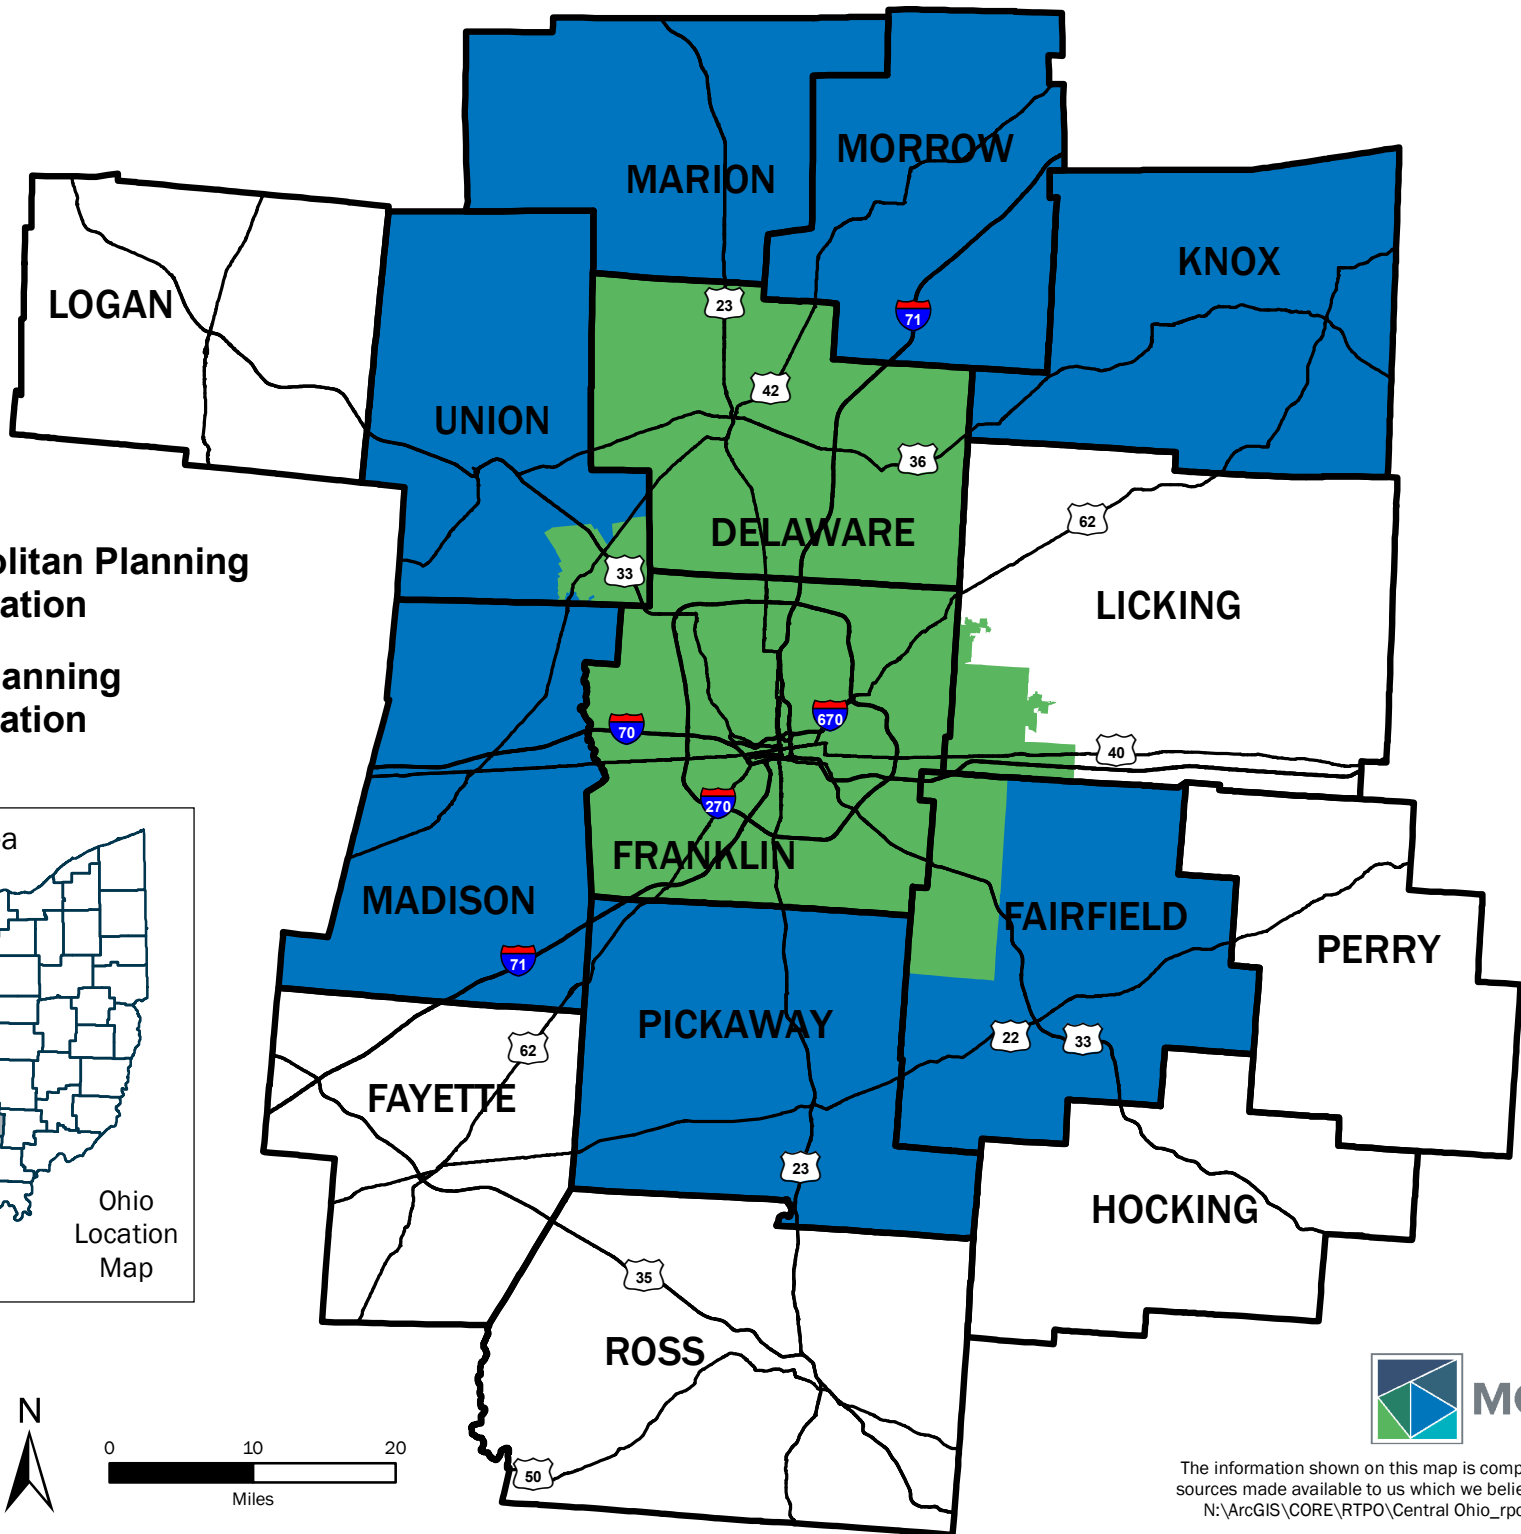 MARION
MORROW
KNOX
LOGAN
23
71
42
UNION
36
62
DELAWARE
33
LICKING
olitan Planning
ation
anning
ation
70
670
40
270
FRANKLIN
MADISON
FAIRFIELD
PERRY
71
PICKAWAY
22
33
62
FAYETTE
23
HOCKING
35
ROSS
50
a
Ohio
Location
Map
N
0 10 20
Miles
The information shown on this map is comp
sources made available to us which we belie
N:\ArcGIS\CORE\RTPO\Central Ohio_rpo